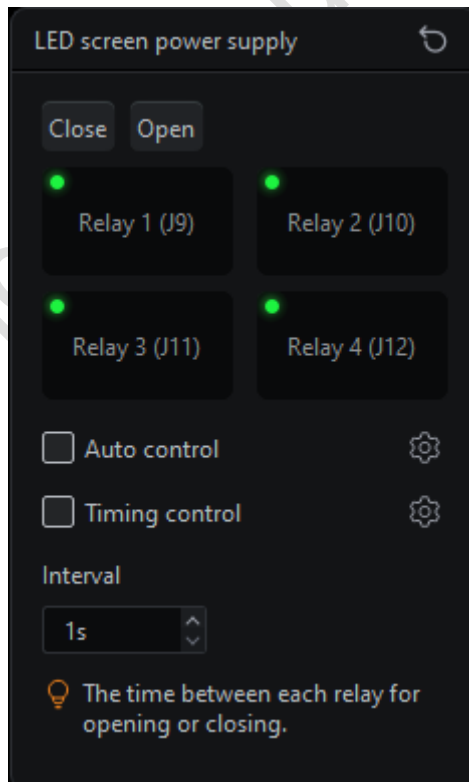 LED screen power supply
Close Open
Relay 1 (J9) Relay 2 (J10)
Relay 3 (J11) Relay 4 (J12)
Auto control
Timing control
Interval
1s
The time between each relay for
opening or closing.